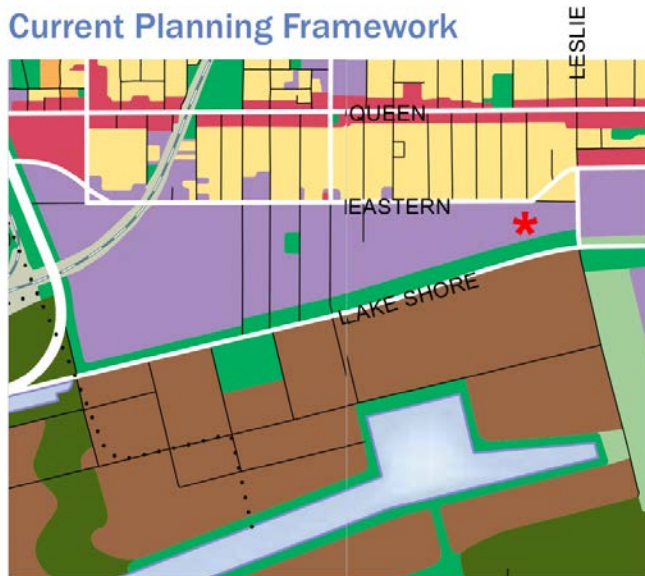 Current Planning Framework
LESLIE
QUEEN
EASTERN
LAKE SHORE